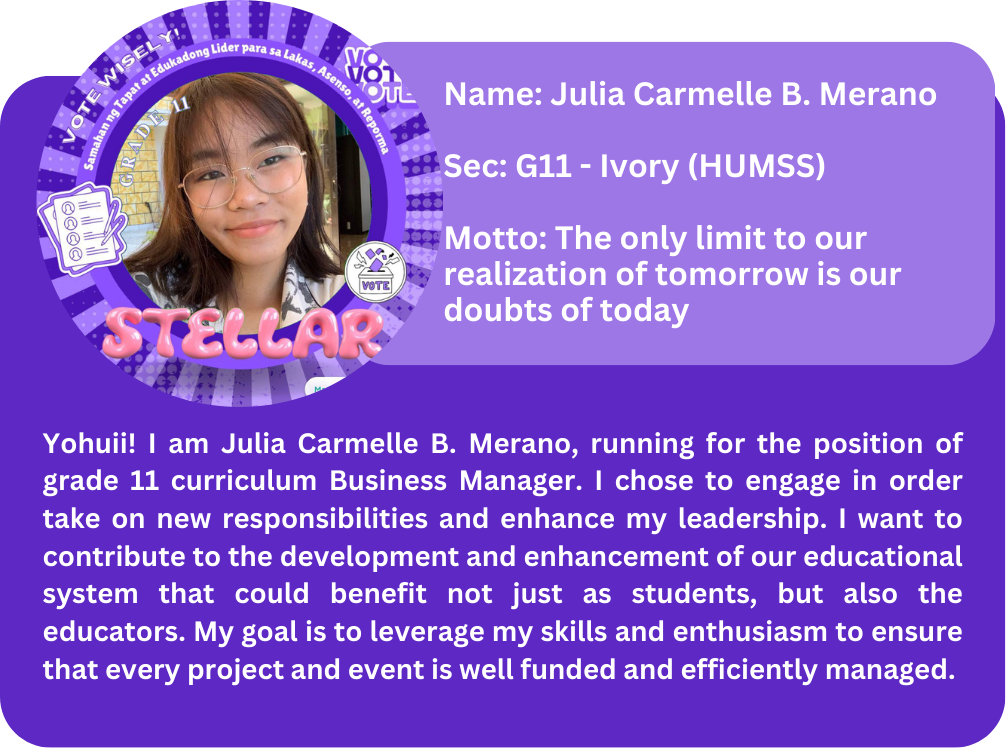 VOTE WISELY!
Samahan ng Tapar at Edukadong Lider para sa Lakas, Asenso, at Reporma
VOTE
VOTE
VOTE
GRADE 11
VOTE
STELLAR
Name: Julia Carmelle B. Merano
Sec: G11 - Ivory (HUMSS)
Motto: The only limit to our
realization of tomorrow is our
doubts of today
Yohuii! I am Julia Carmelle B. Merano, running for the position of
grade 11 curriculum Business Manager. I chose to engage in order
take on new responsibilities and enhance my leadership. I want to
contribute to the development and enhancement of our educational
system that could benefit not just as students, but also the
educators. My goal is to leverage my skills and enthusiasm to ensure
that every project and event is well funded and efficiently managed.